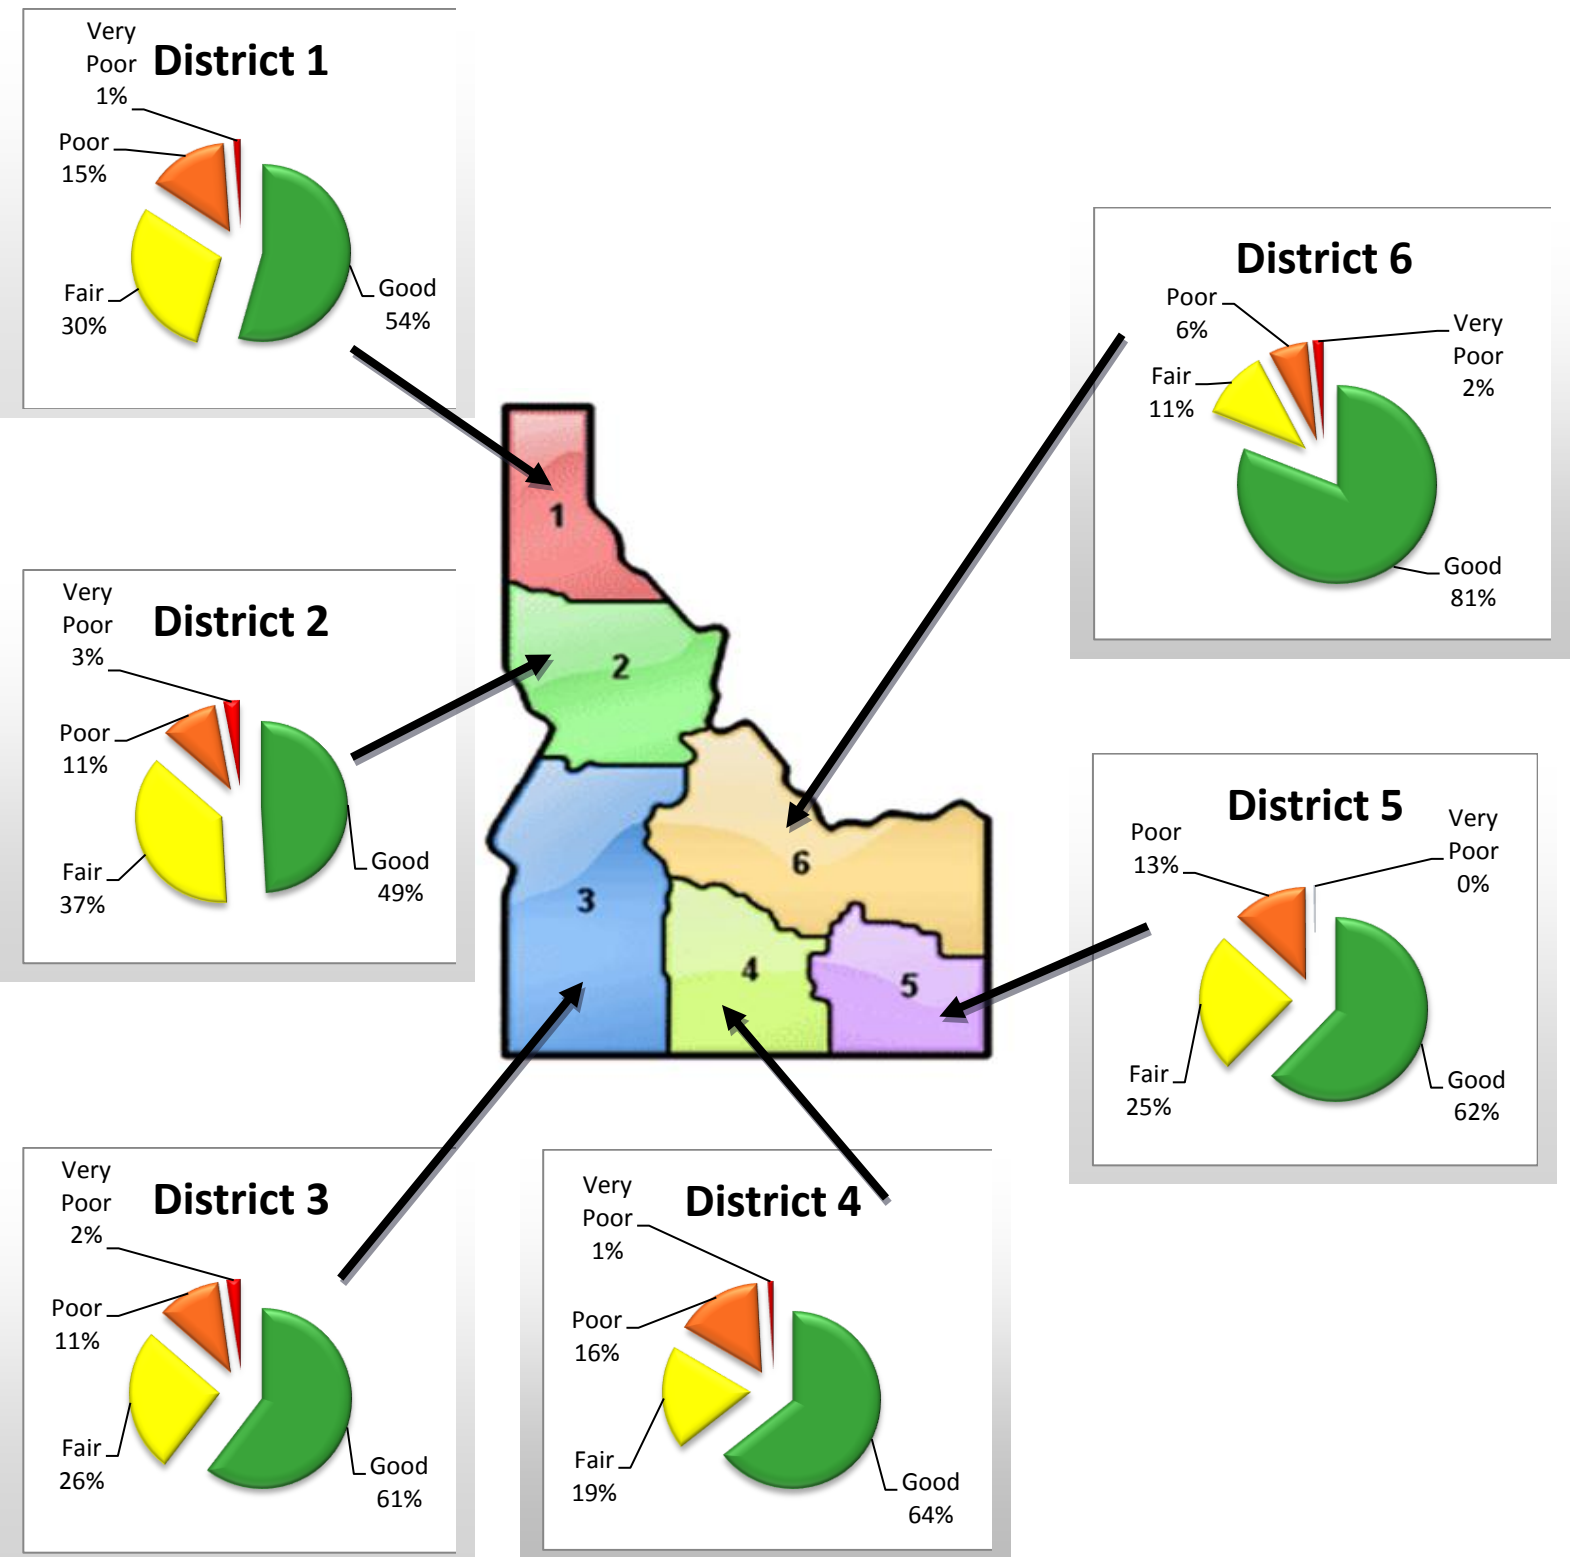 District 1
Very
Poor
1%
Poor
15%
Fair
30%
Good
54%
District 6
Poor
6%
Very
Poor
2%
Fair
11%
Good
81%
District 2
Very
Poor
3%
Poor
11%
Fair
37%
Good
49%
1
2
3
4
5
6
District 5
Poor
13%
Very
Poor
0%
Fair
25%
Good
62%
District 3
Very
Poor
2%
Poor
11%
Fair
26%
Good
61%
District 4
Very
Poor
1%
Poor
16%
Fair
19%
Good
64%